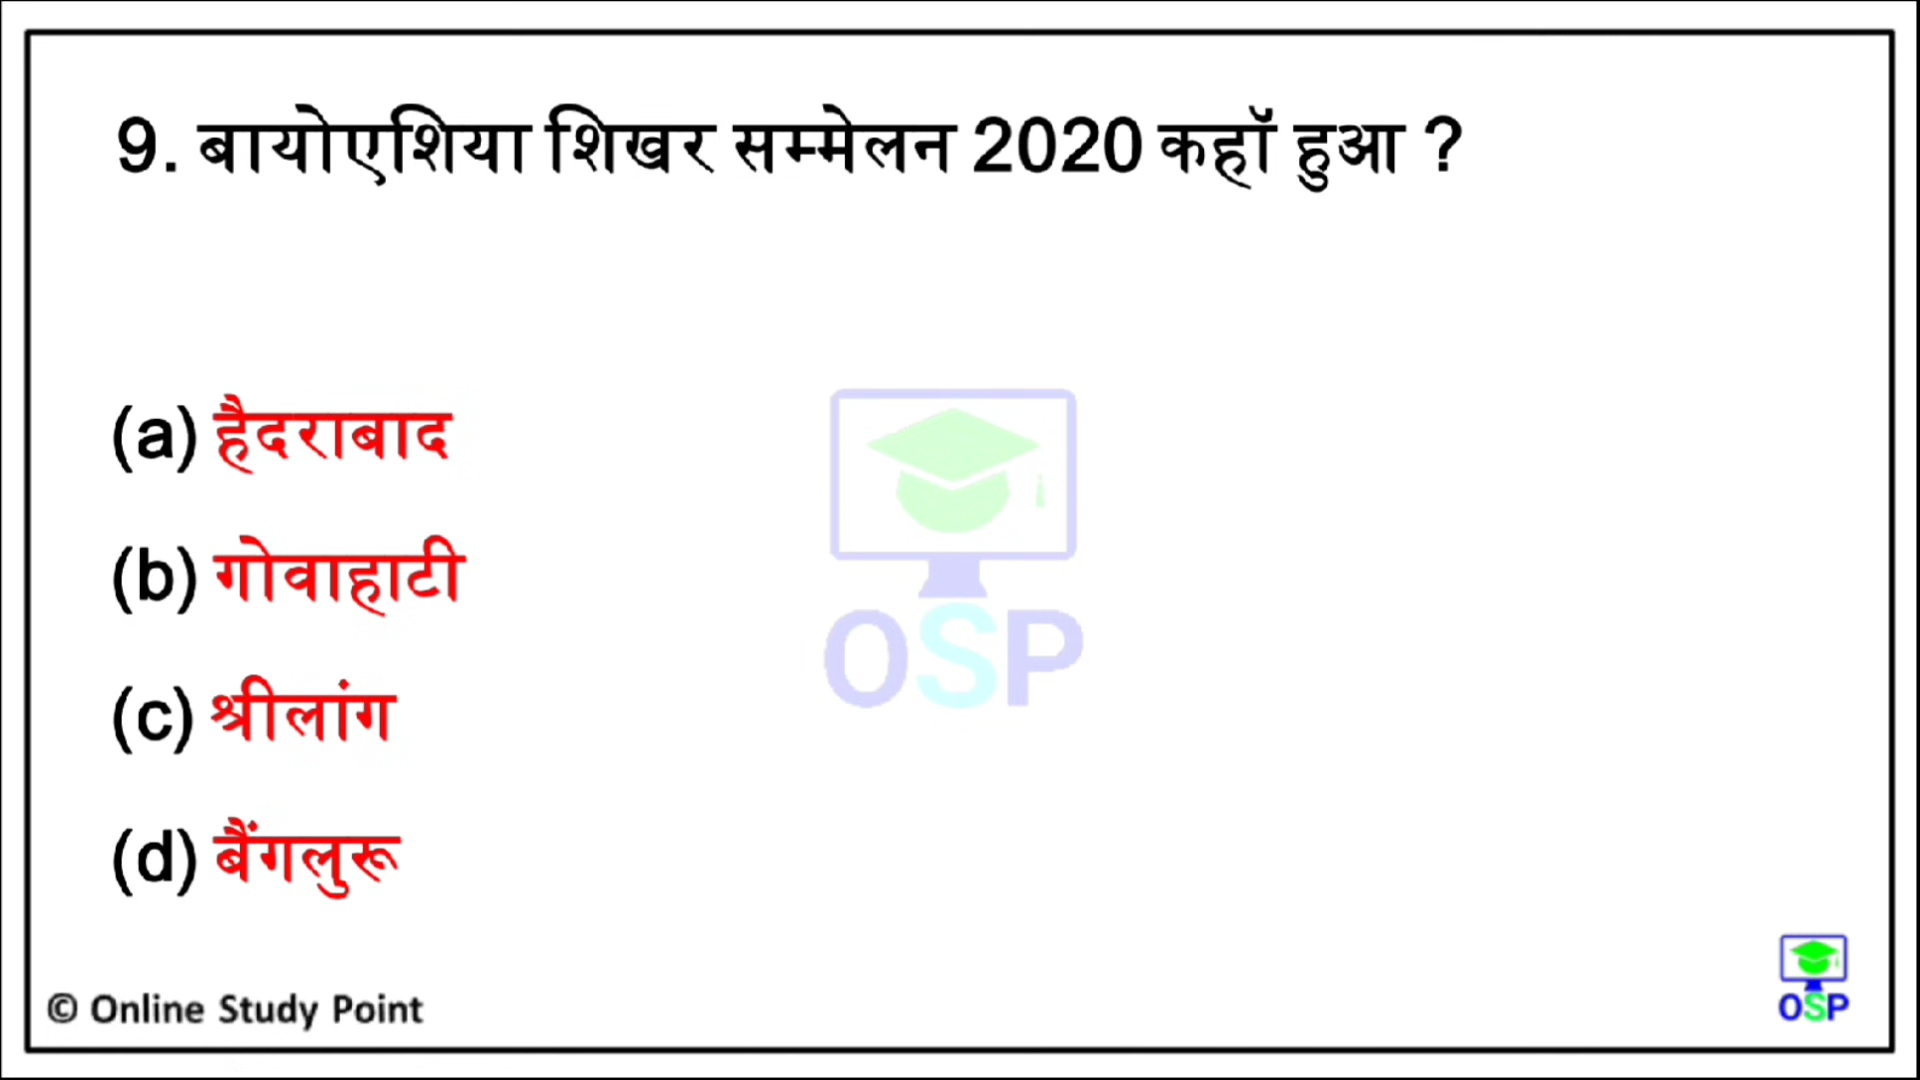 9. बायोएशिया शिखर सम्मेलन 2020 कहॉ हुआ ?
(a) हैदराबाद
(b) गोवाहाटी
(c) श्रीलांग
(d) बैंगलुरू
OSP
© Online Study Point
OSP